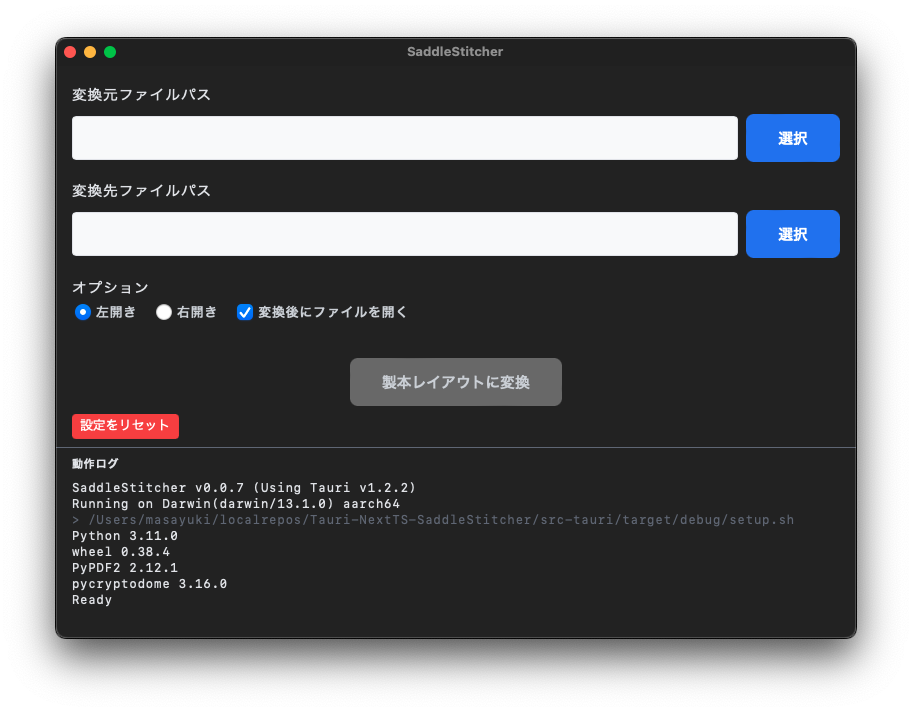 SaddleStitcher
変換元ファイルパス
選択
変換先ファイルパス
選択
オプション
左開き 右開き 変換後にファイルを開く
製本レイアウトに変換
設定をリセット
動作ログ
SaddleStitcher v0.0.7 (Using Tauri v1.2.2)
Running on Darwin(darwin/13.1.0) aarch64
> /Users/masayuki/localrepos/Tauri-NextTS-SaddleStitcher/src-tauri/target/debug/setup.sh
Python 3.11.0
wheel 0.38.4
PyPDF2 2.12.1
pycryptodome 3.16.0
Ready